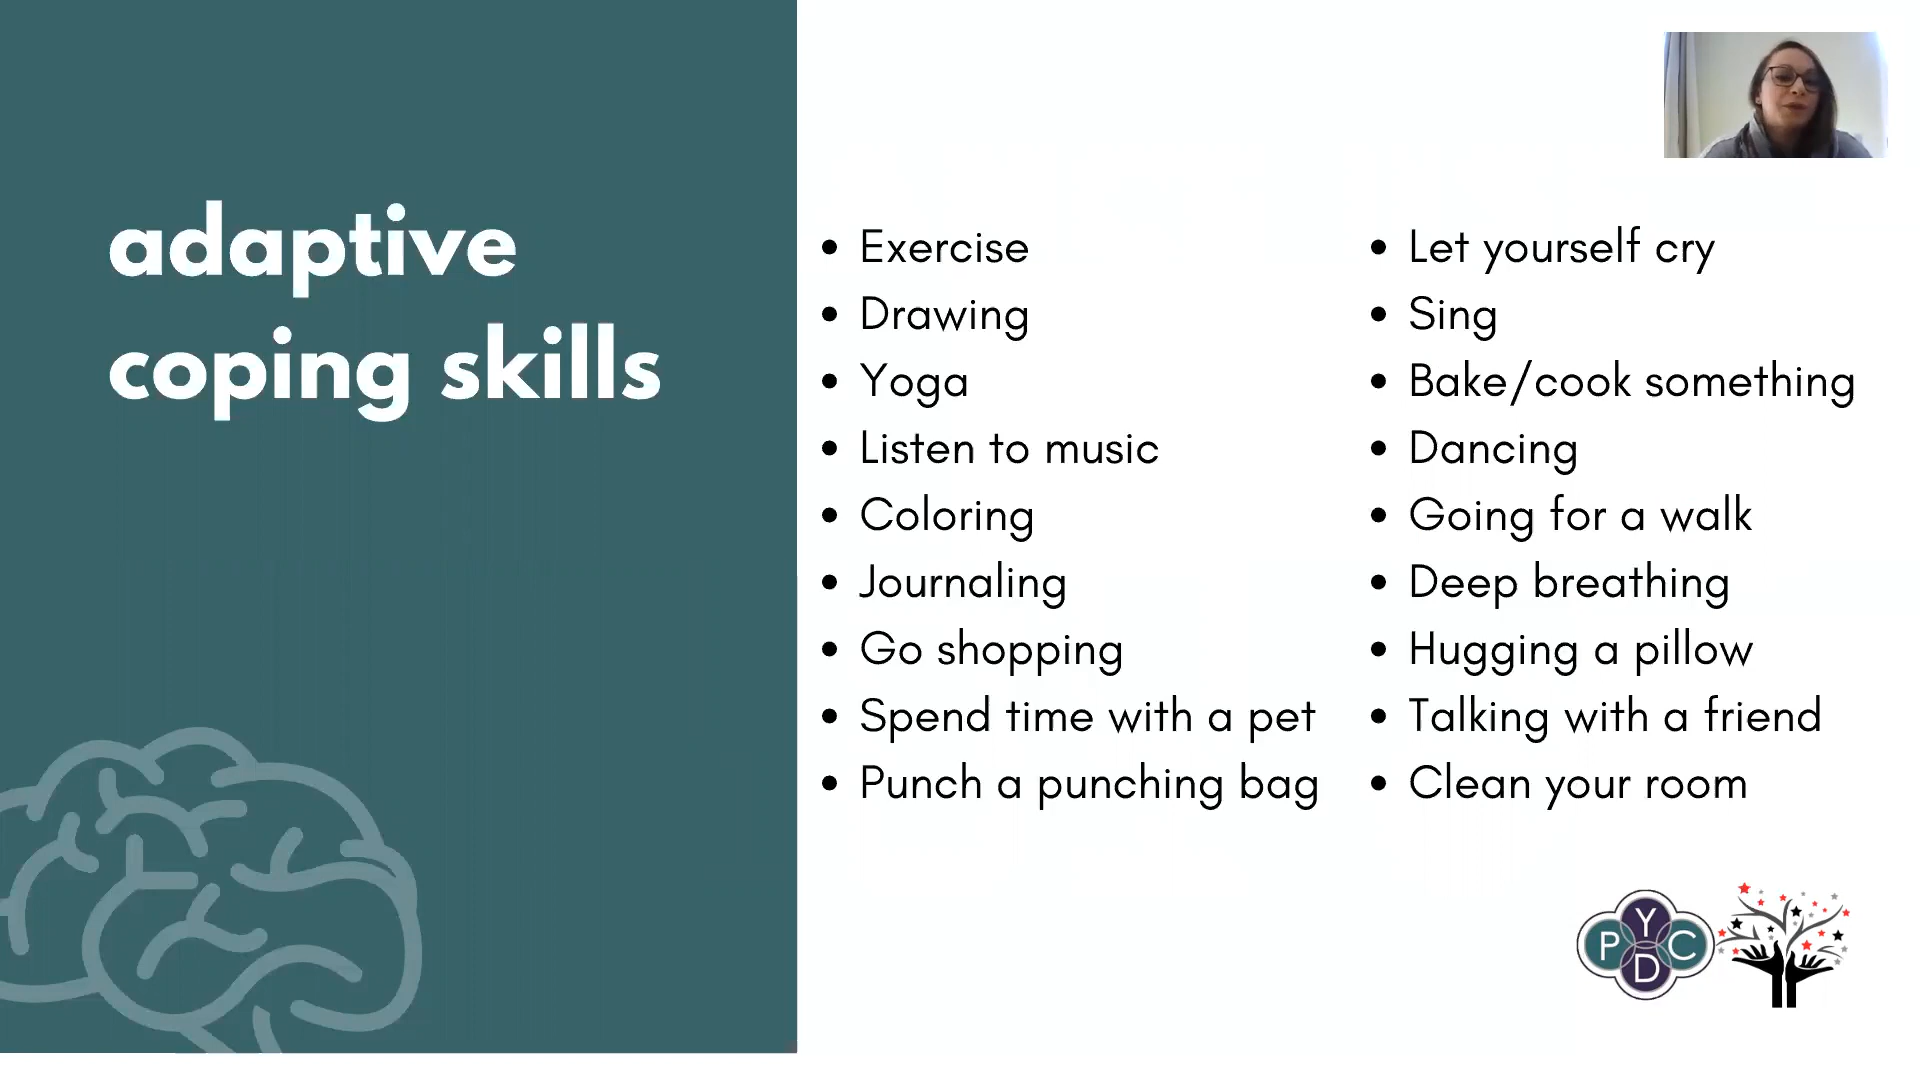 adaptive
coping skills
• Exercise
• Drawing
• Yoga
• Listen to music
• Coloring
• Journaling
• Go shopping
• Spend time with a pet
• Punch a punching bag
• Let yourself cry
• Sing
• Bake/cook something
• Dancing
• Going for a walk
• Deep breathing
• Hugging a pillow
• Talking with a friend
• Clean your room
Y
P C
D